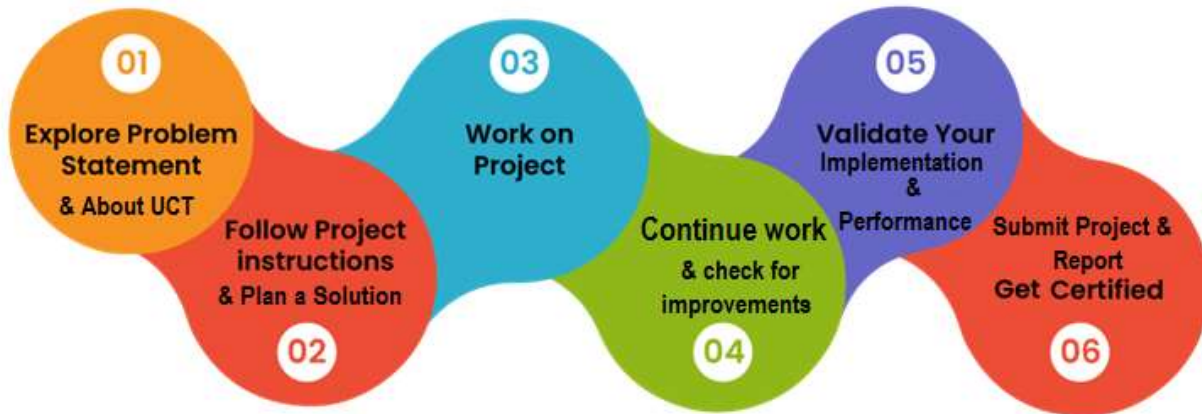 01
Explore Problem
Statement
& About UCT
Follow Project
instructions
& Plan a Solution
02
03
Work on
Project
Continue work
& check for
improvements
04
05
Validate Your
Implementation
&
Performance
Submit Project &
Report
Get Certified
06